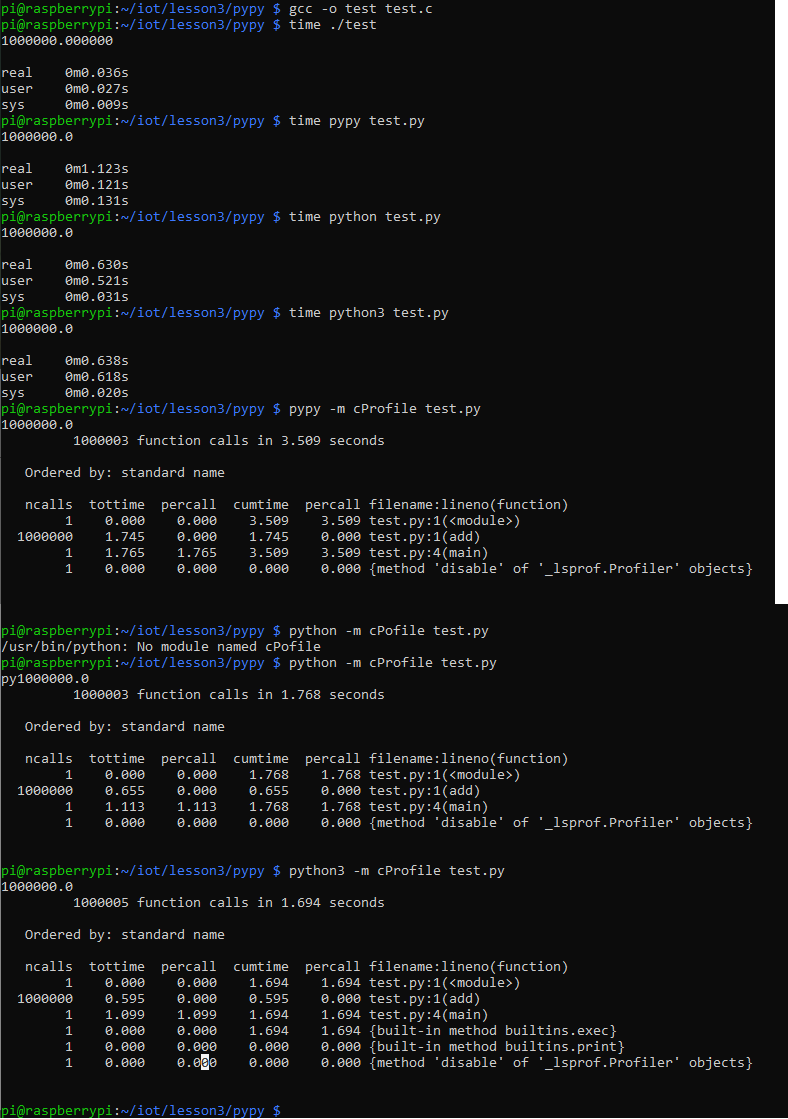 pi@raspberrypi:~/iot/lesson3/pypy $ gcc -o test test.c
pi@raspberrypi:~/iot/lesson3/pypy $ time ./test
1000000.000000
real    0m0.036s
user    0m0.027s
sys     0m0.009s
pi@raspberrypi:~/iot/lesson3/pypy $ time pypy test.py
1000000.0
real    0m1.123s
user    0m0.121s
sys     0m0.131s
pi@raspberrypi:~/iot/lesson3/pypy $ time python test.py
1000000.0
real    0m0.630s
user    0m0.521s
sys     0m0.031s
pi@raspberrypi:~/iot/lesson3/pypy $ time python3 test.py
1000000.0
real    0m0.638s
user    0m0.618s
sys     0m0.020s
pi@raspberrypi:~/iot/lesson3/pypy $ pypy -m cProfile test.py
1000000.0
         1000003 function calls in 3.509 seconds
   Ordered by: standard name
   ncalls  tottime  percall  cumtime  percall filename:lineno(function)
        1    0.000    0.000    3.509    3.509 test.py:1(<module>)
  1000000    1.745    0.000    1.745    0.000 test.py:1(add)
        1    1.765    1.765    3.509    3.509 test.py:4(main)
        1    0.000    0.000    0.000    0.000 {method 'disable' of '_lsprof.Profiler' objects}
pi@raspberrypi:~/iot/lesson3/pypy $ python -m cPofile test.py
/usr/bin/python: No module named cPofile
pi@raspberrypi:~/iot/lesson3/pypy $ python -m cProfile test.py
py1000000.0
         1000003 function calls in 1.768 seconds
   Ordered by: standard name
   ncalls  tottime  percall  cumtime  percall filename:lineno(function)
        1    0.000    0.000    1.768    1.768 test.py:1(<module>)
  1000000    0.655    0.000    0.655    0.000 test.py:1(add)
        1    1.113    1.113    1.768    1.768 test.py:4(main)
        1    0.000    0.000    0.000    0.000 {method 'disable' of '_lsprof.Profiler' objects}
pi@raspberrypi:~/iot/lesson3/pypy $ python3 -m cProfile test.py
1000000.0
         1000005 function calls in 1.694 seconds
   Ordered by: standard name
   ncalls  tottime  percall  cumtime  percall filename:lineno(function)
        1    0.000    0.000    1.694    1.694 test.py:1(<module>)
  1000000    0.595    0.000    0.595    0.000 test.py:1(add)
        1    1.099    1.099    1.694    1.694 test.py:4(main)
        1    0.000    0.000    1.694    1.694 {built-in method builtins.exec}
        1    0.000    0.000    0.000    0.000 {built-in method builtins.print}
        1    0.000    0.000    0.000    0.000 {method 'disable' of '_lsprof.Profiler' objects}
pi@raspberrypi:~/iot/lesson3/pypy $